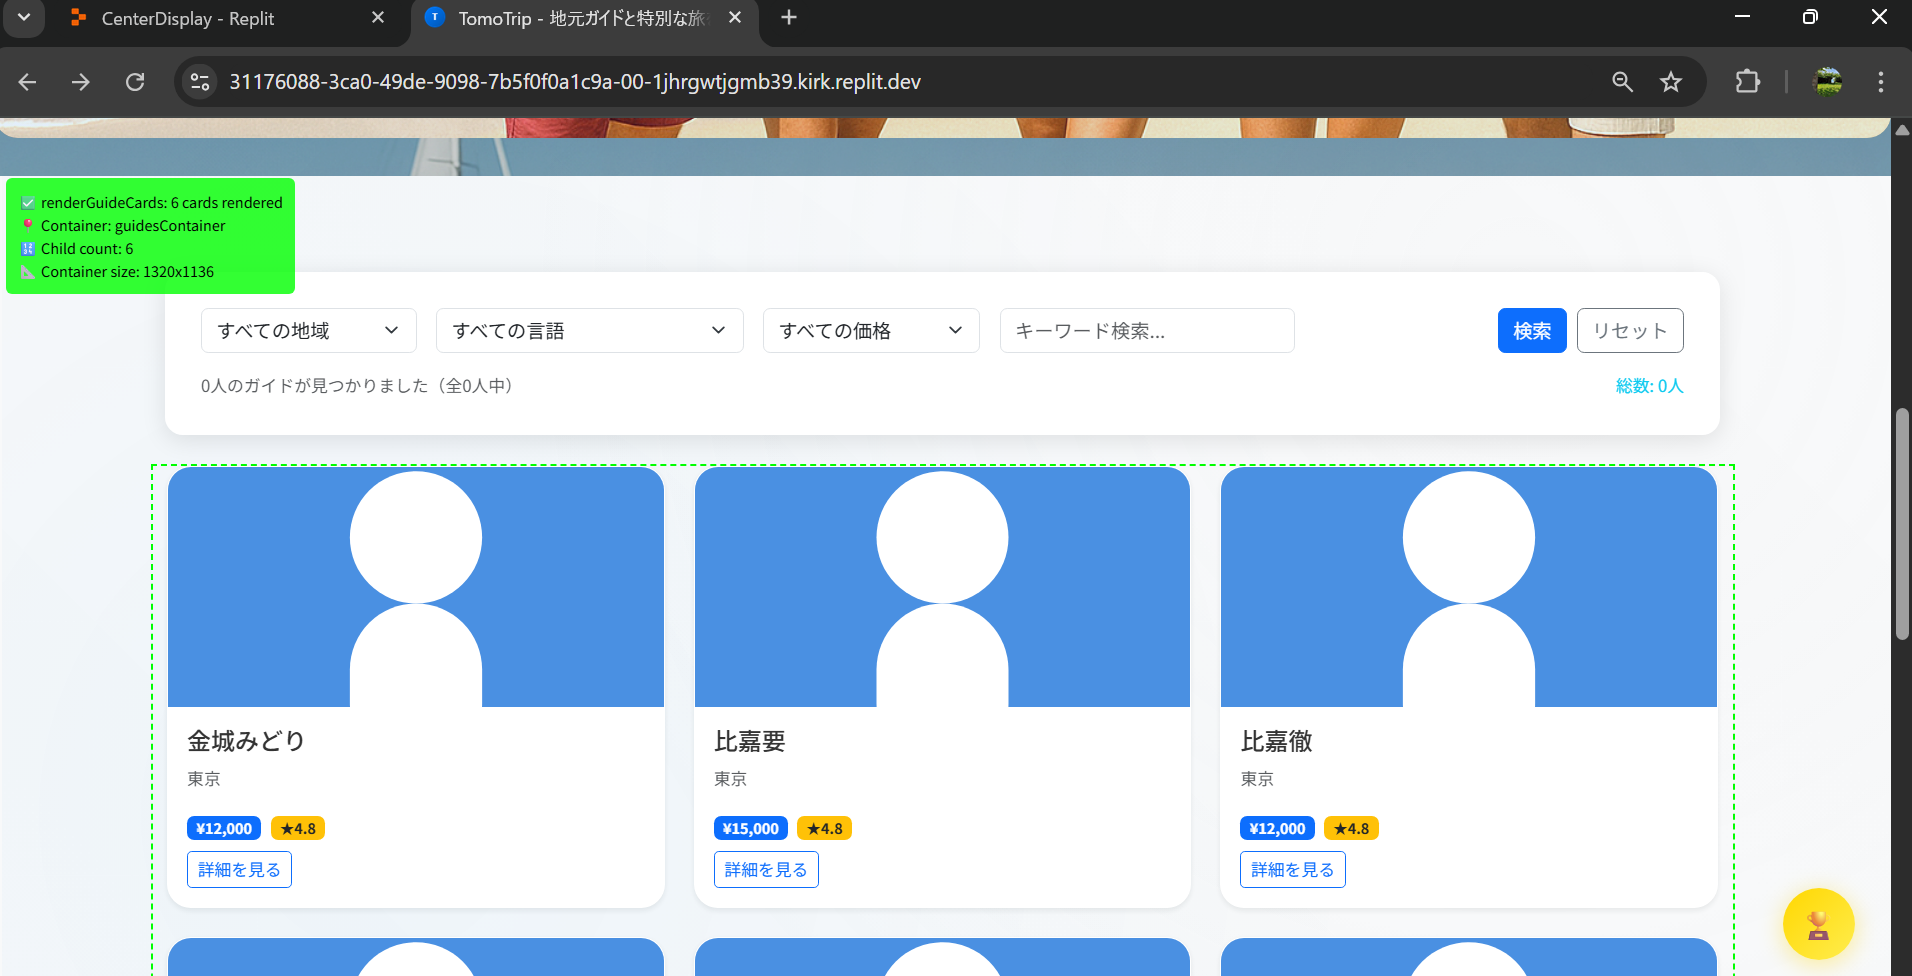 CenterDisplay - Replit
TomoTrip - 地元ガイドと特別な旅
31176088-3ca0-49de-9098-7b5f0f0a1c9a-00-1jhrgwtjgmb39.kirk.replit.dev
✅ renderGuideCards: 6 cards rendered
📍 Container: guidesContainer
🔢 Child count: 6
📐 Container size: 1320x1136
すべての地域
すべての言語
すべての価格
キーワード検索...
検索
リセット
0人のガイドが見つかりました（全0人中）
総数: 0人
金城みどり
東京
¥12,000 ★4.8
詳細を見る
比嘉要
東京
¥15,000 ★4.8
詳細を見る
比嘉徹
東京
¥12,000 ★4.8
詳細を見る